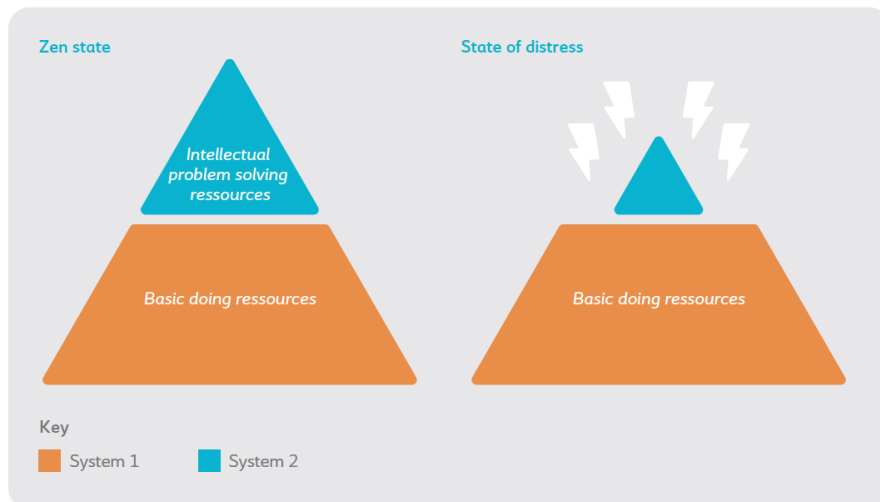 Zen state
State of distress
Intellectual
problem solving
ressources
Basic doing ressources
Basic doing ressources
Key
System 1
System 2